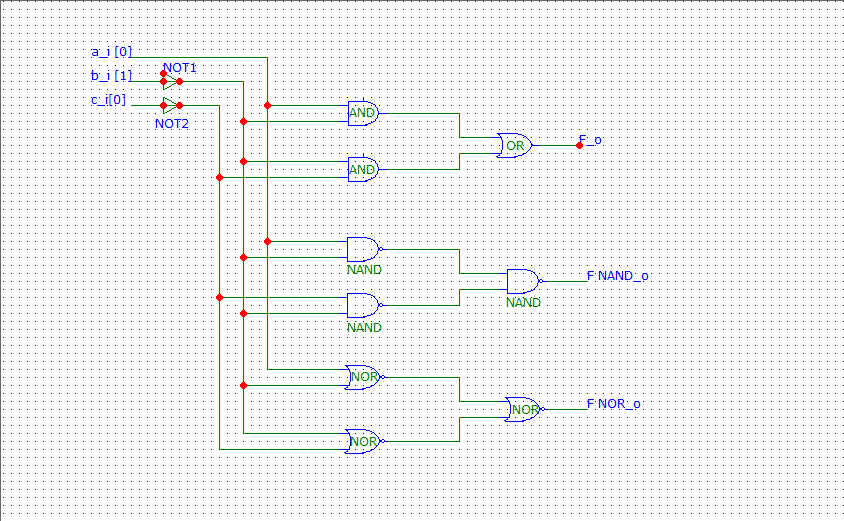 a_i [0]
NOT1
b_i [1]
c_i[0]
NOT2
AND
OR
F_o
AND
NAND
F NAND_o
NAND
NAND
NOR
NOR
F NOR_o
NOR